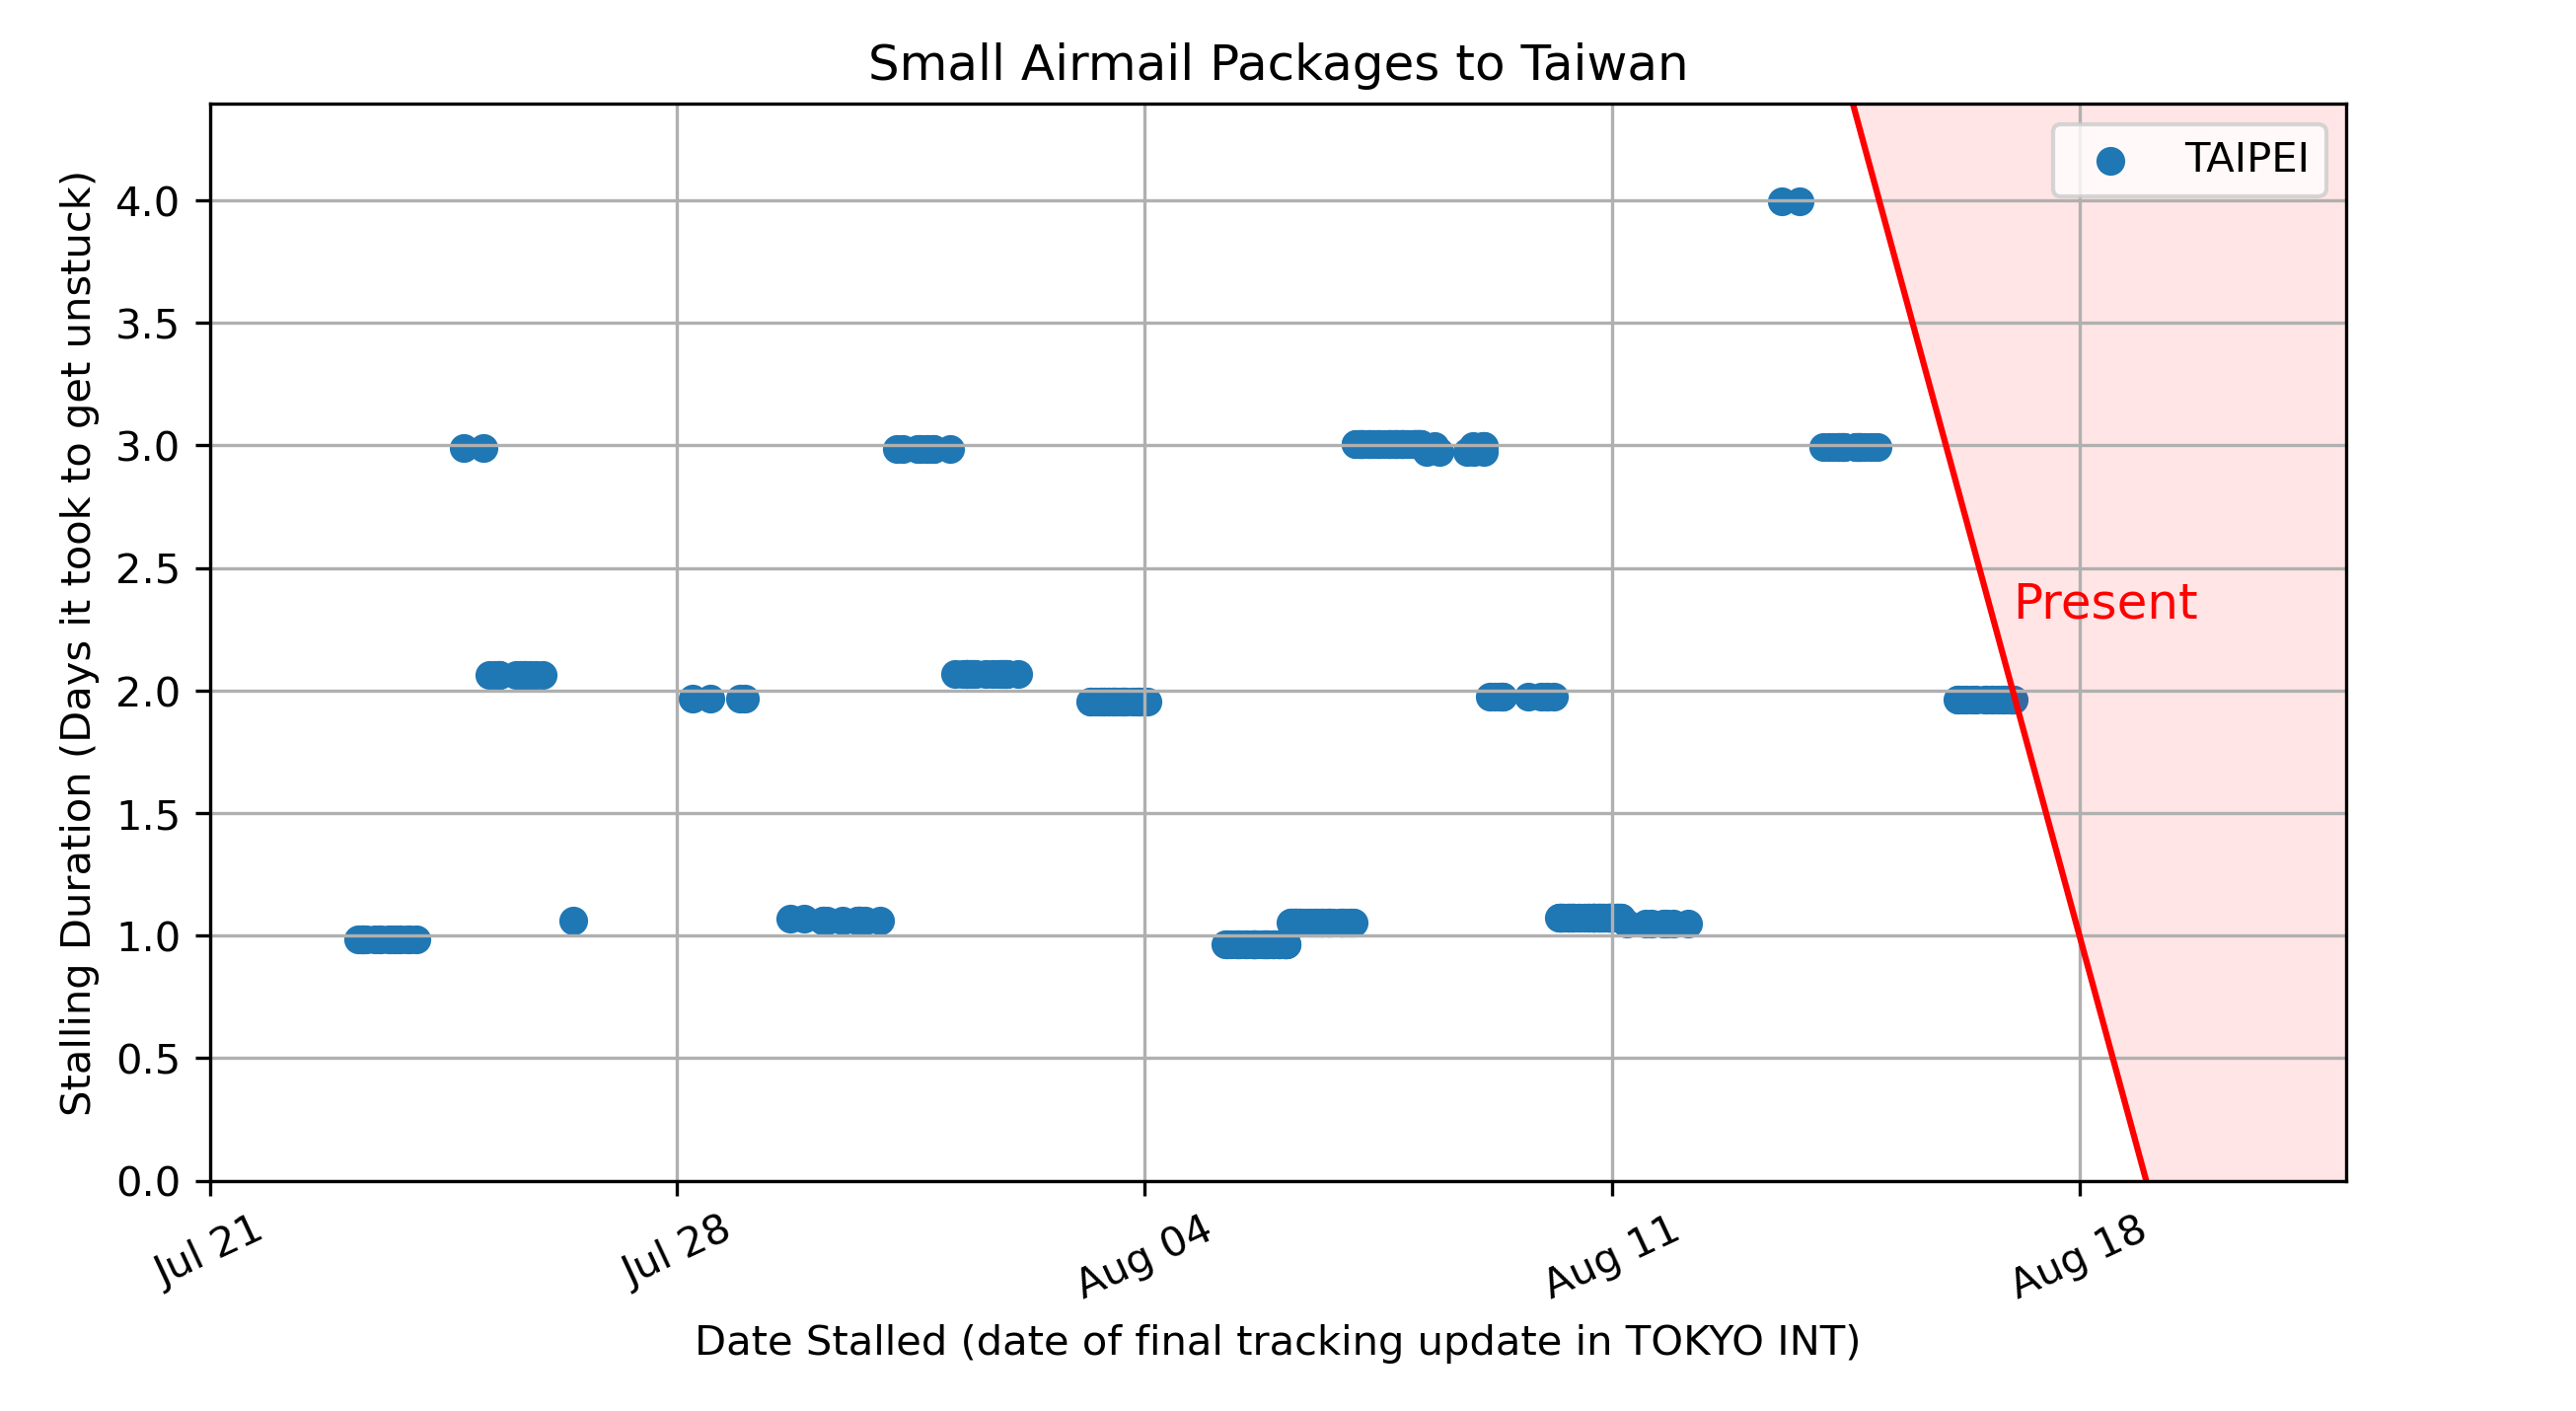 Small Airmail Packages to Taiwan
TAIPEI
Stalling Duration (Days it took to get unstuck)
4.0
3.5
3.0
2.5
2.0
1.5
1.0
0.5
0.0
Present
Jul 21
Jul 28
Aug 04
Aug 11
Aug 18
Date Stalled (date of final tracking update in TOKYO INT)